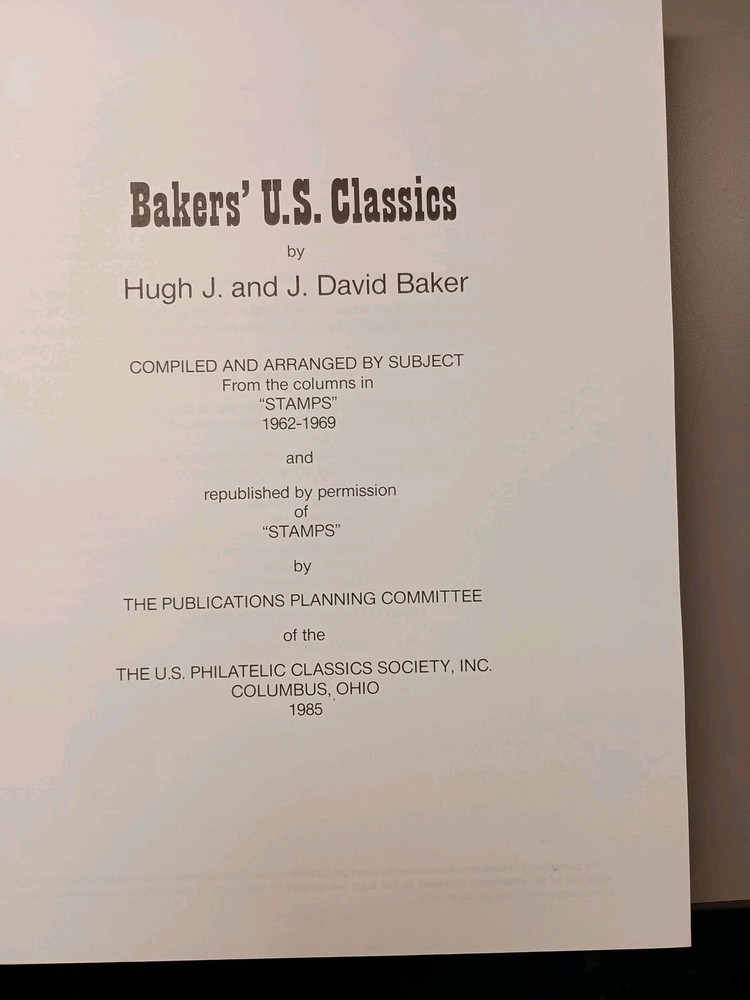 Bakers' U.S. Classics
by
Hugh J. and J. David Baker
COMPILED AND ARRANGED BY SUBJECT
From the columns in
“STAMPS”
1962-1969
and
republished by permission
of
“STAMPS”
by
THE PUBLICATIONS PLANNING COMMITTEE
of the
THE U.S. PHILATELIC CLASSICS SOCIETY, INC.
COLUMBUS, OHIO
1985